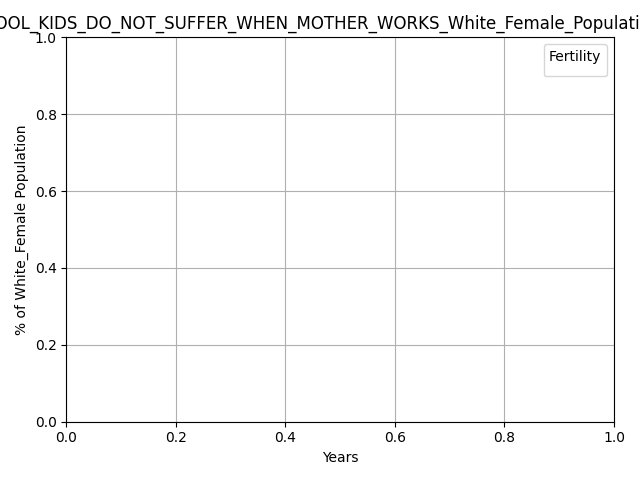 OOL_KIDS_DO_NOT_SUFFER_WHEN_MOTHER_WORKS_White_Female_Populati
Fertility
1.0
0.8
0.6
0.4
0.2
0.0
% of White_Female Population
0.0 0.2 0.4 0.6 0.8 1.0
Years